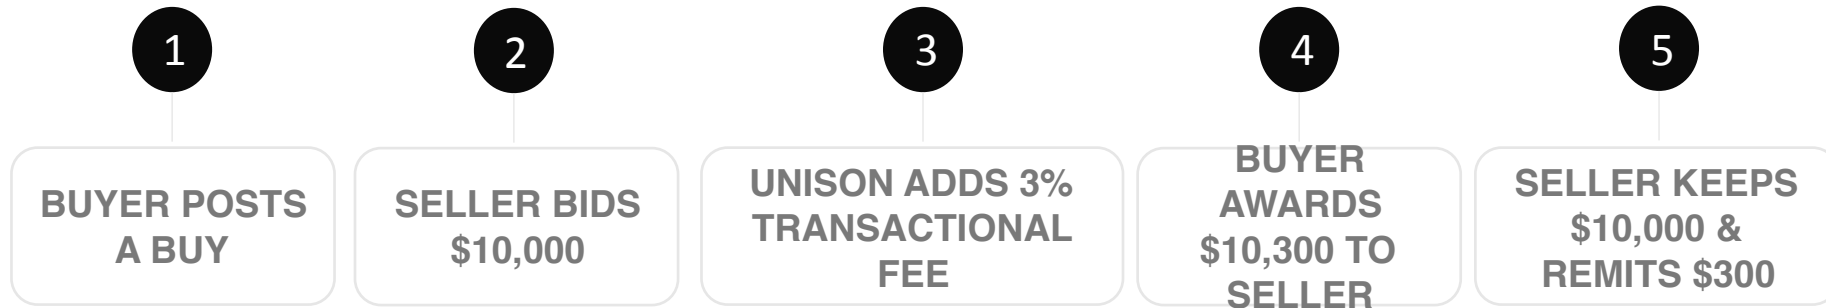 1
BUYER POSTS
A BUY
2
SELLER BIDS
$10,000
3
UNISON ADDS 3%
TRANSACTIONAL
FEE
4
BUYER
AWARDS
$10,300 TO
SELLER
5
SELLER KEEPS
$10,000 &
REMITS $300